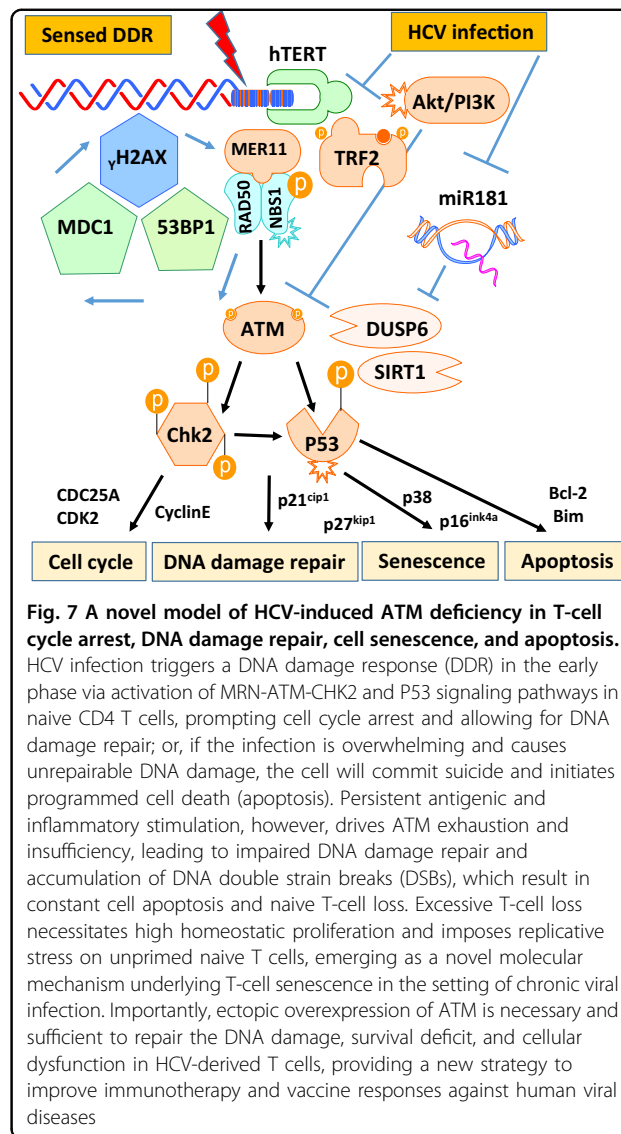 Sensed DDR
HCV infection
hTERT
Akt/PI3K
γH2AX
MER11
p
p
TRF2
MDC1
53BP1
RAD50
NBS1
p
miR181
p
ATM
p
DUSP6
SIRT1
p
p
p
Chk2
p
P53
CDC25A
CDK2
CyclinE
p21cip1
p27kip1
p38
p16ink4a
Bcl-2
Bim
Cell cycle
DNA damage repair
Senescence
Apoptosis
Fig. 7 A novel model of HCV-induced ATM deficiency in T-cell
cycle arrest, DNA damage repair, cell senescence, and apoptosis.
HCV infection triggers a DNA damage response (DDR) in the early
phase via activation of MRN-ATM-CHK2 and P53 signaling pathways in
naive CD4 T cells, prompting cell cycle arrest and allowing for DNA
damage repair; or, if the infection is overwhelming and causes
unrepairable DNA damage, the cell will commit suicide and initiates
programmed cell death (apoptosis). Persistent antigenic and
inflammatory stimulation, however, drives ATM exhaustion and
insufficiency, leading to impaired DNA damage repair and
accumulation of DNA double strand breaks (DSBs), which result in
constant cell apoptosis and naive T-cell loss. Excessive T-cell loss
necessitates high homeostatic proliferation and imposes replicative
stress on unprimed naive T cells, emerging as a novel molecular
mechanism underlying T-cell senescence in the setting of chronic viral
infection. Importantly, ectopic overexpression of ATM is necessary and
sufficient to repair the DNA damage, survival deficit, and cellular
dysfunction in HCV-derived T cells, providing a new strategy to
improve immunotherapy and vaccine responses against human viral
diseases